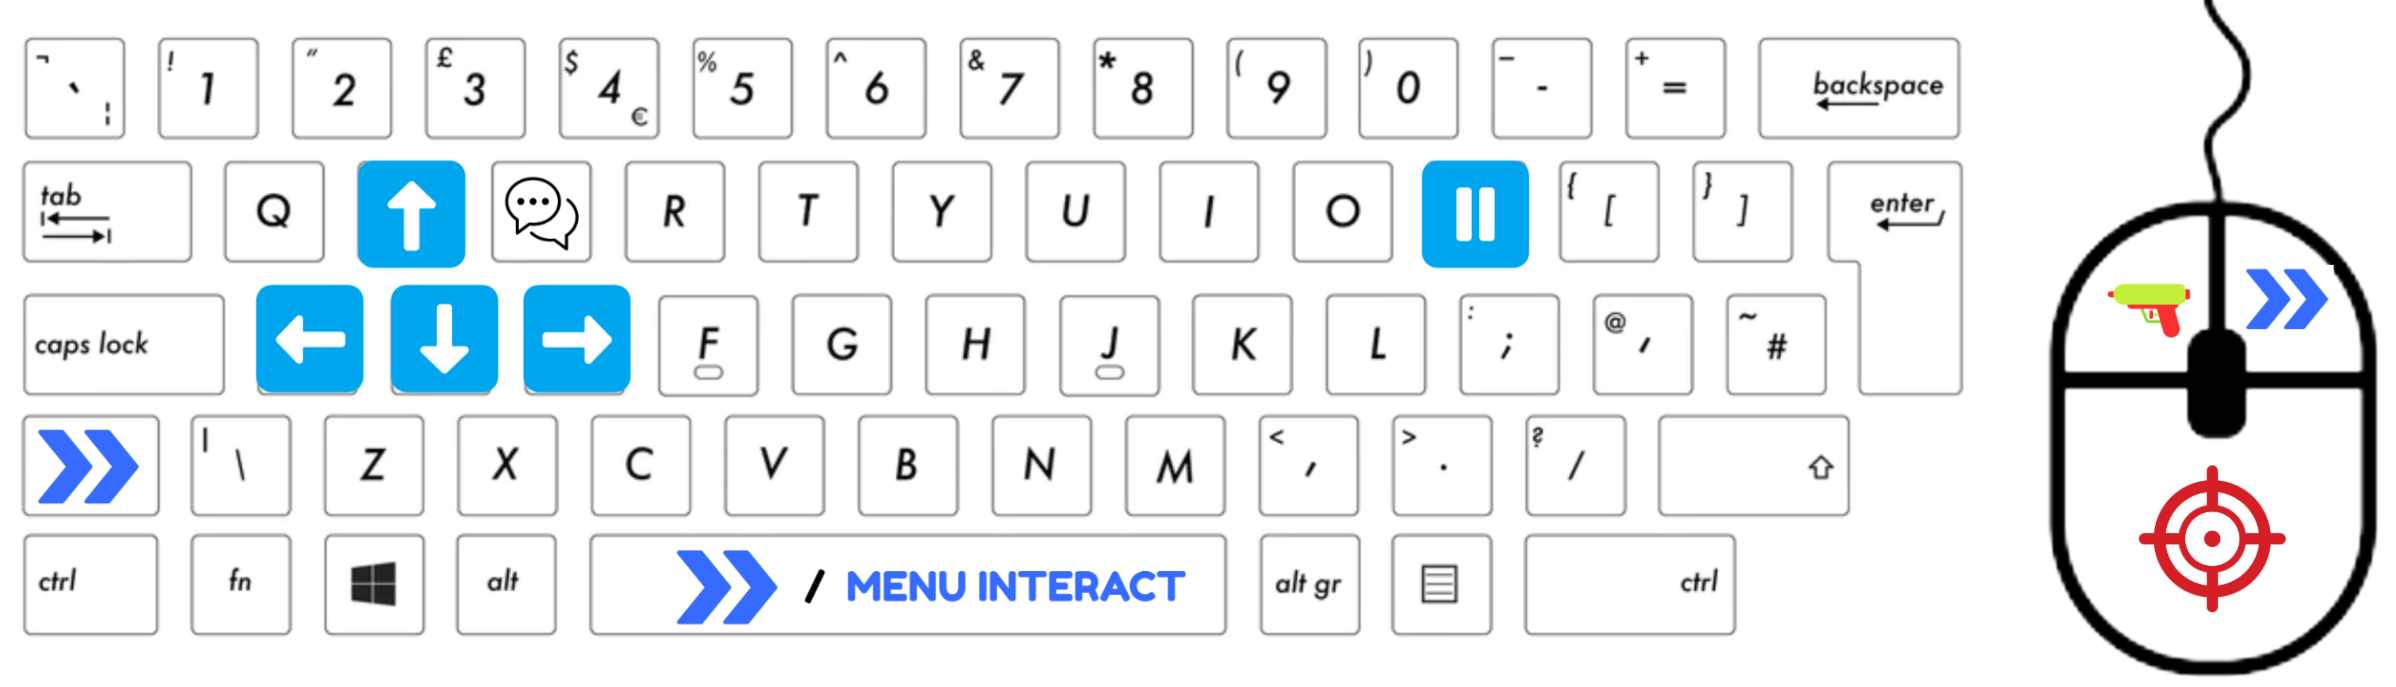 ¬ ` ¦ ! 1 " 2 £ 3 $ 4 € % 5 ^ 6 & 7 * 8 ( 9 ) 0 – - + = backspace
tab Q R T Y U I O { [ } ] enter
caps lock F G H J K L : ; @ ' ~ #
| \ Z X C V B N M < , > . ? /
ctrl fn alt / MENU INTERACT alt gr ctrl